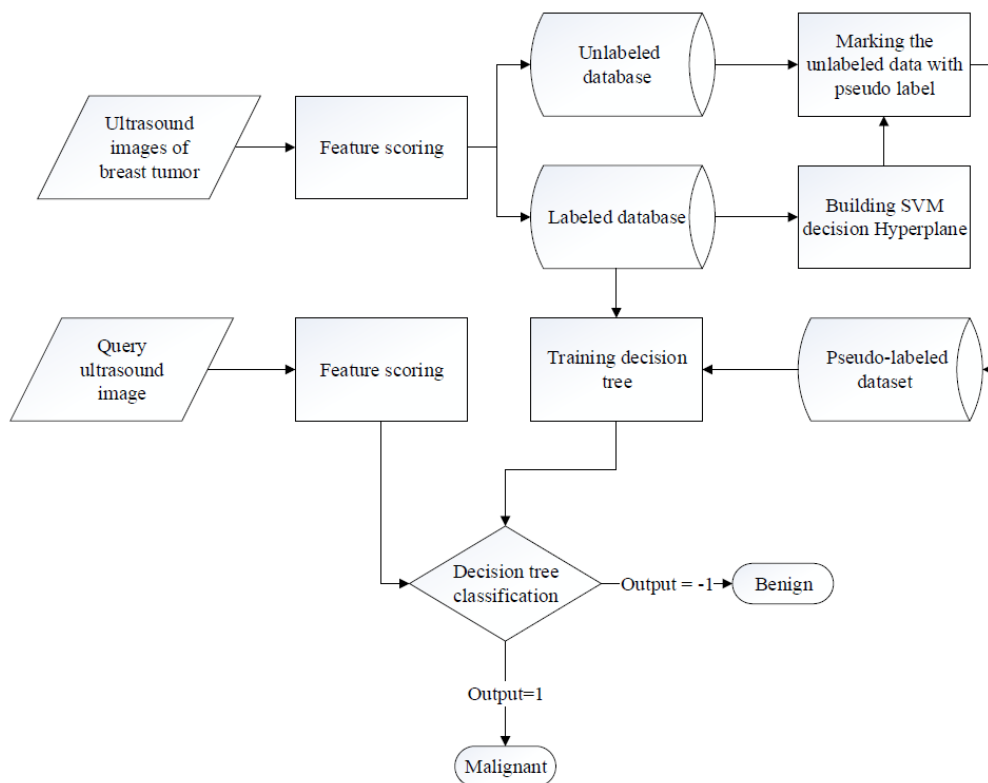 Ultrasound
images of
breast tumor
Feature scoring
Unlabeled
database
Marking the
unlabeled data with
pseudo label
Labeled database
Building SVM
decision Hyperplane
Query
ultrasound
image
Feature scoring
Training decision
tree
Pseudo-labeled
dataset
Decision tree
classification
Output = -1
Benign
Output=1
Malignant